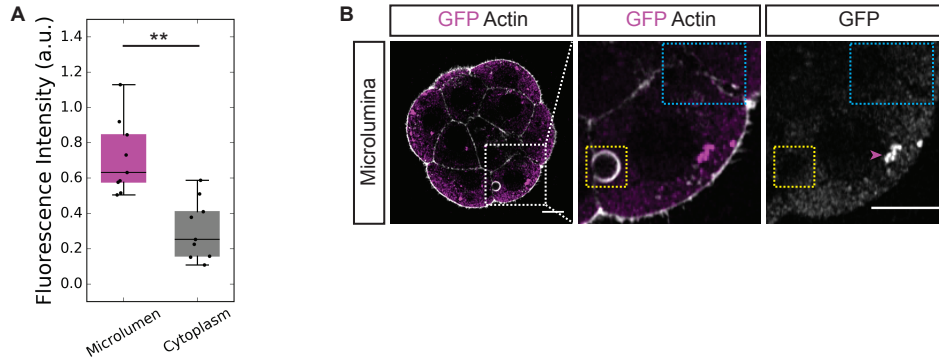 A
Fluorescence Intensity (a.u.)
1.4
1.2
1.0
0.8
0.6
0.4
0.2
0.0
**
Microlumen
Cytoplasm
B
GFP Actin
GFP Actin
GFP
Microlumina